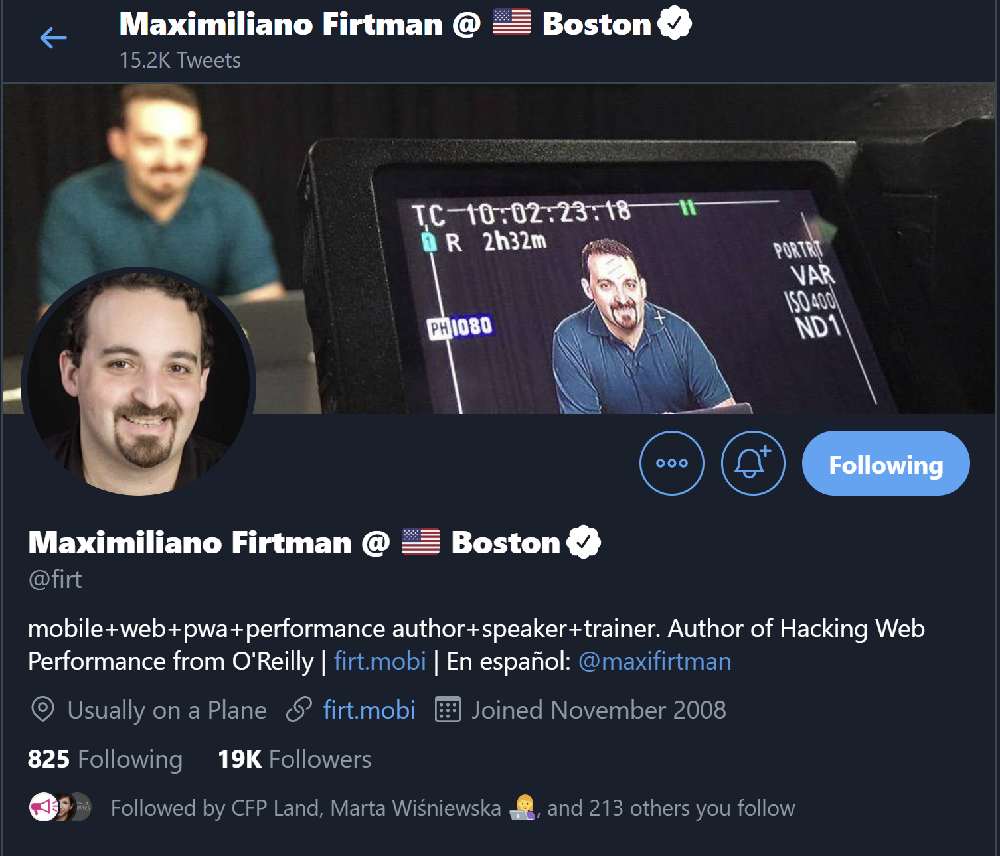 Maximiliano Firtman @ 🇺🇸 Boston
15.2K Tweets
TC 10:02:23:18
1 R 2h32m
PORTRT
VAR
ISO400
ND1
PH 1080
Following
Maximiliano Firtman @ 🇺🇸 Boston
@firt
mobile+web+pwa+performance author+speaker+trainer. Author of Hacking Web
Performance from O'Reilly | firt.mobi | En español: @maxifirtman
Usually on a Plane firt.mobi Joined November 2008
825 Following 19K Followers
Followed by CFP Land, Marta Wiśniewska 👩‍💻, and 213 others you follow